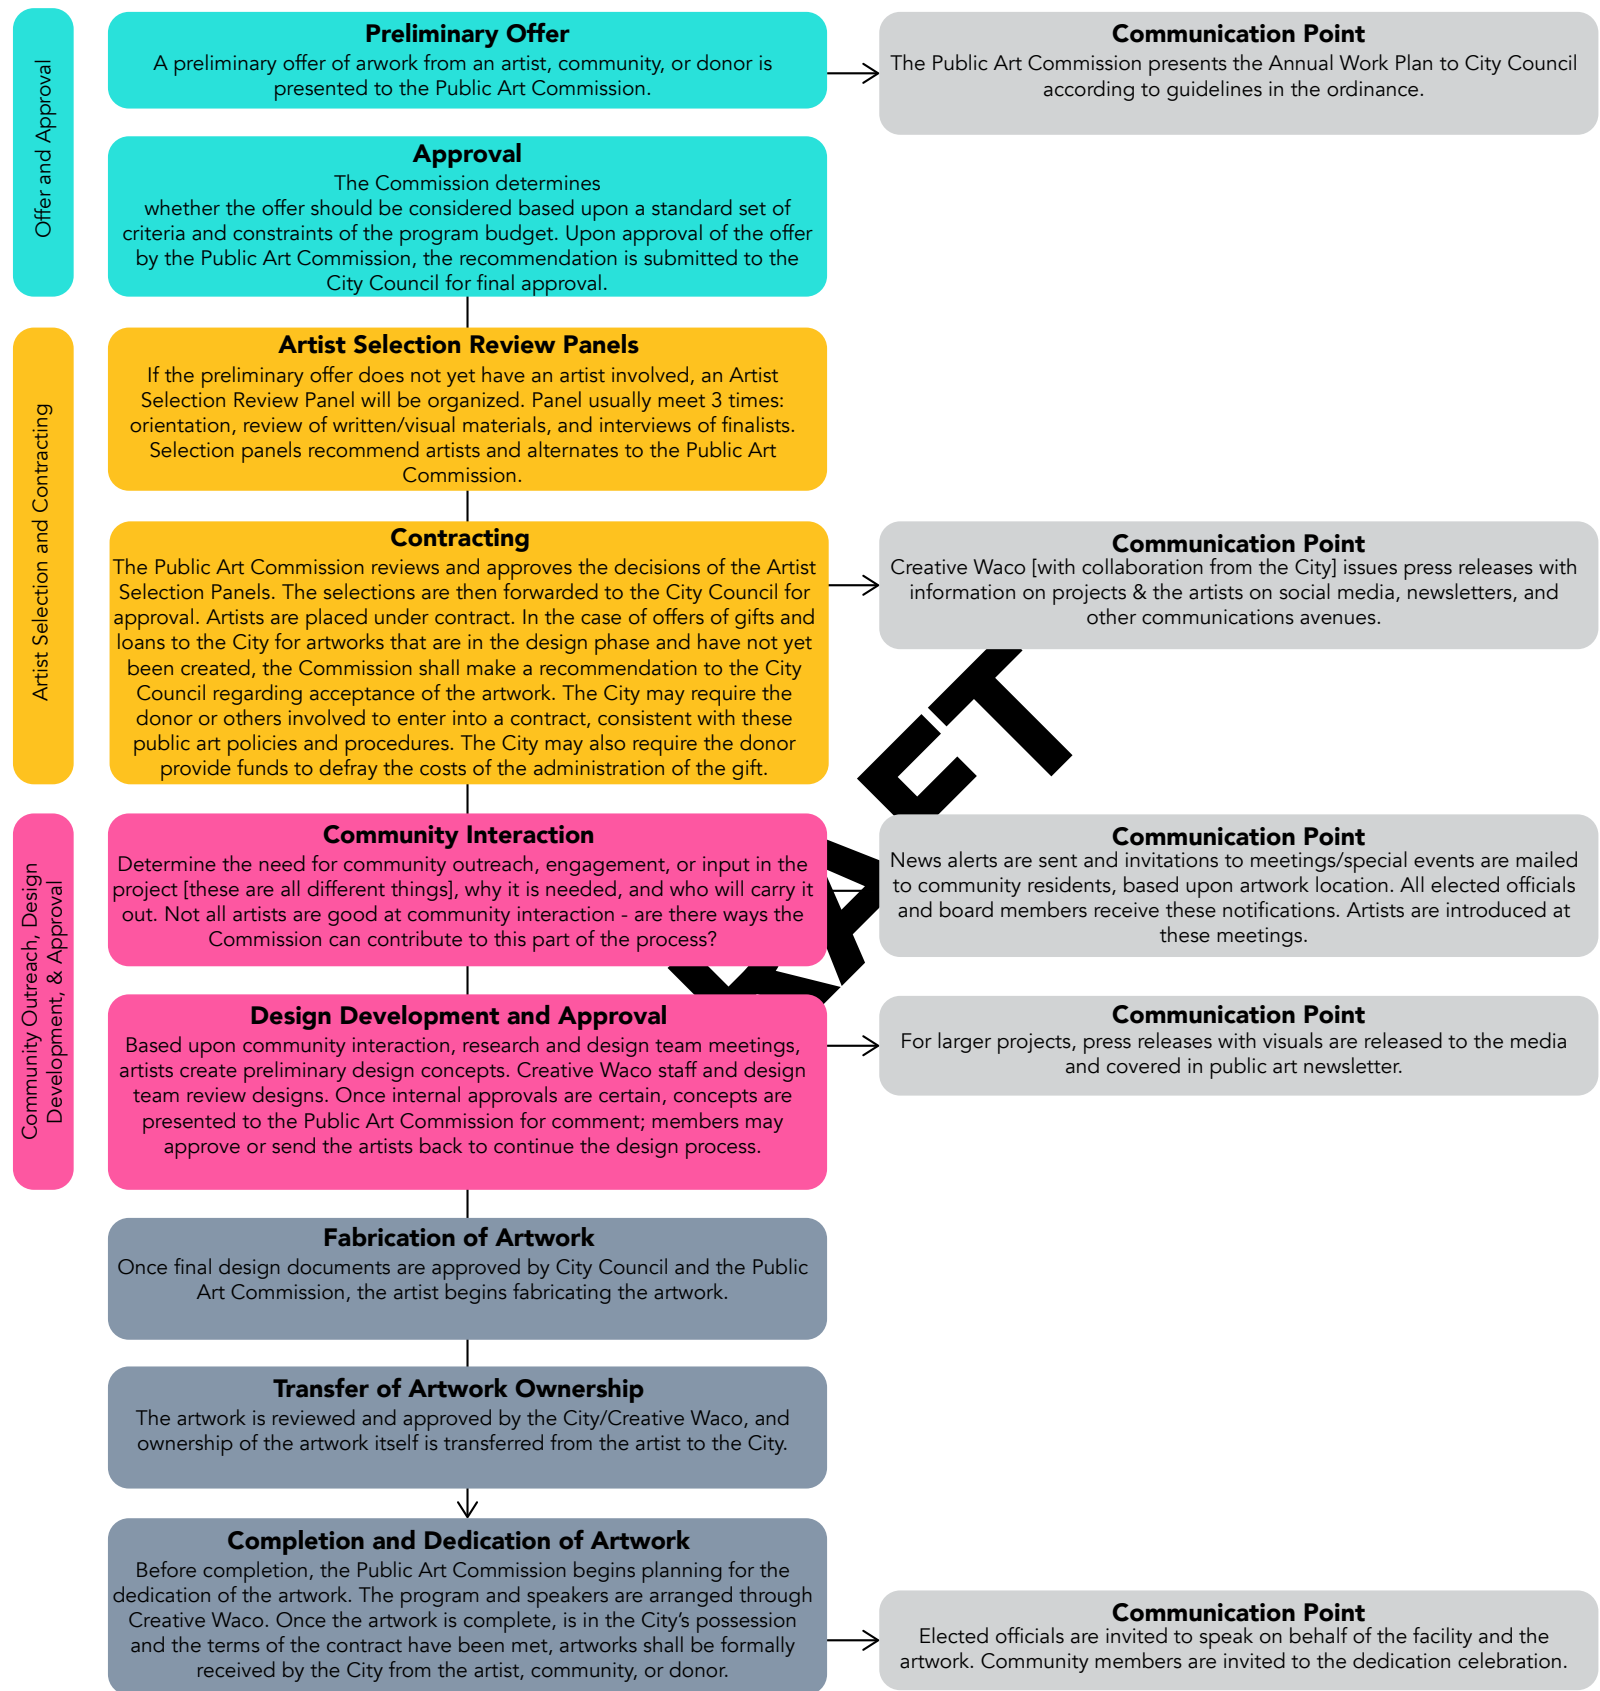 Offer and Approval
Preliminary Offer
A preliminary offer of arwork from an artist, community, or donor is
presented to the Public Art Commission.
Communication Point
The Public Art Commission presents the Annual Work Plan to City Council
according to guidelines in the ordinance.
Approval
The Commission determines
whether the offer should be considered based upon a standard set of
criteria and constraints of the program budget. Upon approval of the offer
by the Public Art Commission, the recommendation is submitted to the
City Council for final approval.
Artist Selection and Contracting
Artist Selection Review Panels
If the preliminary offer does not yet have an artist involved, an Artist
Selection Review Panel will be organized. Panel usually meet 3 times:
orientation, review of written/visual materials, and interviews of finalists.
Selection panels recommend artists and alternates to the Public Art
Commission.
Contracting
The Public Art Commission reviews and approves the decisions of the Artist
Selection Panels. The selections are then forwarded to the City Council for
approval. Artists are placed under contract. In the case of offers of gifts and
loans to the City for artworks that are in the design phase and have not yet
been created, the Commission shall make a recommendation to the City
Council regarding acceptance of the artwork. The City may require the
donor or others involved to enter into a contract, consistent with these
public art policies and procedures. The City may also require the donor
provide funds to defray the costs of the administration of the gift.
Communication Point
Creative Waco [with collaboration from the City] issues press releases with
information on projects & the artists on social media, newsletters, and
other communications avenues.
Community Outreach, Design
Development, & Approval
Community Interaction
Determine the need for community outreach, engagement, or input in the
project [these are all different things], why it is needed, and who will carry it
out. Not all artists are good at community interaction - are there ways the
Commission can contribute to this part of the process?
Communication Point
News alerts are sent and invitations to meetings/special events are mailed
to community residents, based upon artwork location. All elected officials
and board members receive these notifications. Artists are introduced at
these meetings.
Design Development and Approval
Based upon community interaction, research and design team meetings,
artists create preliminary design concepts. Creative Waco staff and design
team review designs. Once internal approvals are certain, concepts are
presented to the Public Art Commission for comment; members may
approve or send the artists back to continue the design process.
Communication Point
For larger projects, press releases with visuals are released to the media
and covered in public art newsletter.
Fabrication of Artwork
Once final design documents are approved by City Council and the Public
Art Commission, the artist begins fabricating the artwork.
Transfer of Artwork Ownership
The artwork is reviewed and approved by the City/Creative Waco, and
ownership of the artwork itself is transferred from the artist to the City.
Completion and Dedication of Artwork
Before completion, the Public Art Commission begins planning for the
dedication of the artwork. The program and speakers are arranged through
Creative Waco. Once the artwork is complete, is in the City's possession
and the terms of the contract have been met, artworks shall be formally
received by the City from the artist, community, or donor.
Communication Point
Elected officials are invited to speak on behalf of the facility and the
artwork. Community members are invited to the dedication celebration.